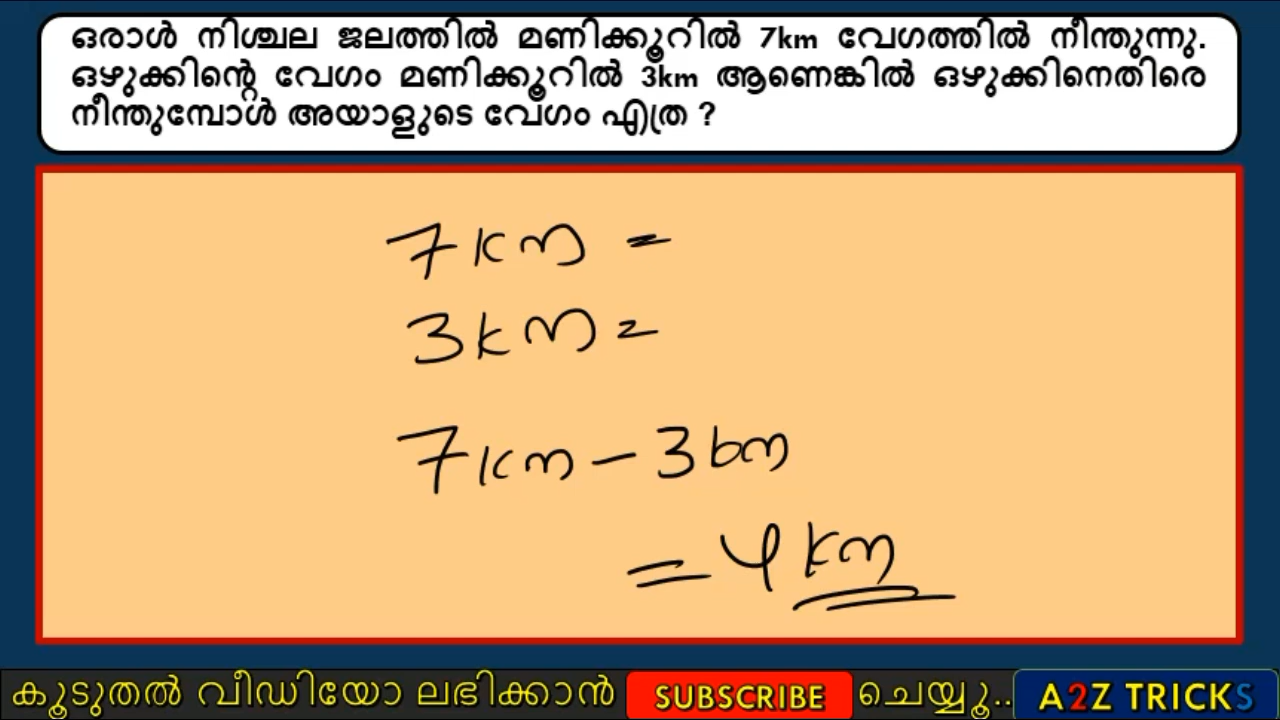 ഒരാൾ നിശ്ചല ജലത്തിൽ മണിക്കൂറിൽ 7km വേഗത്തിൽ നീന്തുന്നു.
ഒഴുക്കിന്റെ വേഗം മണിക്കൂറിൽ 3km ആണെങ്കിൽ ഒഴുക്കിനെതിരെ
നീന്തുമ്പോൾ അയാളുടെ വേഗം എത്ര ?
7km =
3km =
7km - 3km
= 4km
കൂടുതൽ വീഡിയോ ലഭിക്കാൻ SUBSCRIBE ചെയ്യൂ.. A2Z TRICKS